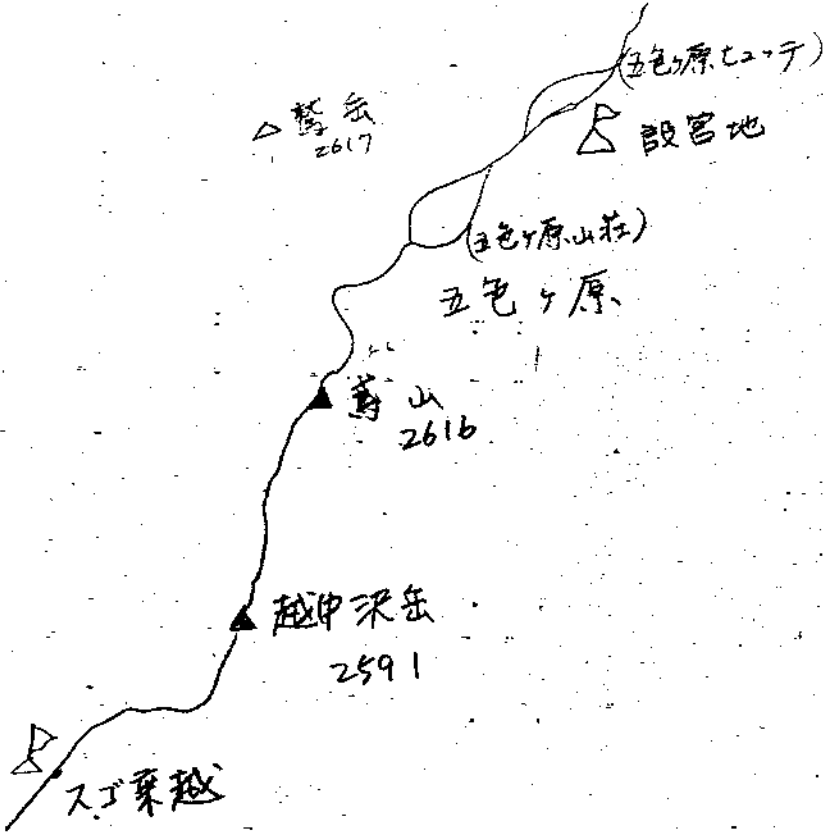 (五色ヶ原ヒュッテ)
設営地
鷲岳
2617
(五色ヶ原山荘)
五色ヶ原
鳶山
2616
越中沢岳
2591
スゴ乗越